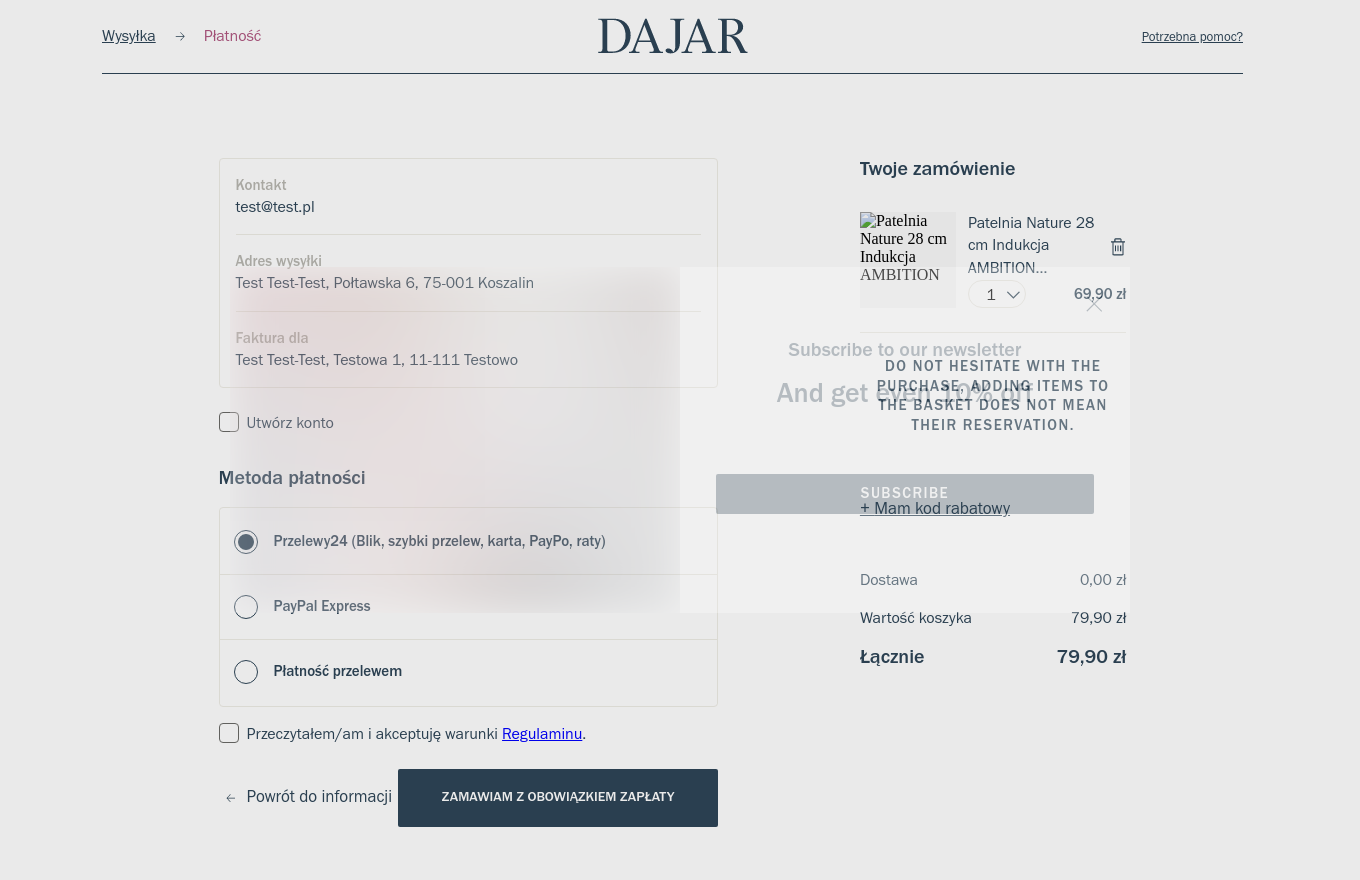 Wysyłka → Płatność
DAJAR
Potrzebna pomoc?
Kontakt
test@test.pl
Adres wysyłki
Test Test-Test, Połtawska 6, 75-001 Koszalin
Faktura dla
Test Test-Test, Testowa 1, 11-111 Testowo
Utwórz konto
Metoda płatności
Przelewy24 (Blik, szybki przelew, karta, PayPo, raty)
PayPal Express
Płatność przelewem
Przeczytałem/am i akceptuję warunki Regulaminu.
← Powrót do informacji
ZAMAWIAM Z OBOWIĄZKIEM ZAPŁATY
Twoje zamówienie
Patelnia
Nature 28 cm
Indukcja
AMBITION
Patelnia Nature 28
cm Indukcja
AMBITION...
1
69,90 zł
Subscribe to our newsletter
And get even 10% off
DO NOT HESITATE WITH THE
PURCHASE, ADDING ITEMS TO
THE BASKET DOES NOT MEAN
THEIR RESERVATION.
SUBSCRIBE
+ Mam kod rabatowy
Dostawa 0,00 zł
Wartość koszyka 79,90 zł
Łącznie 79,90 zł